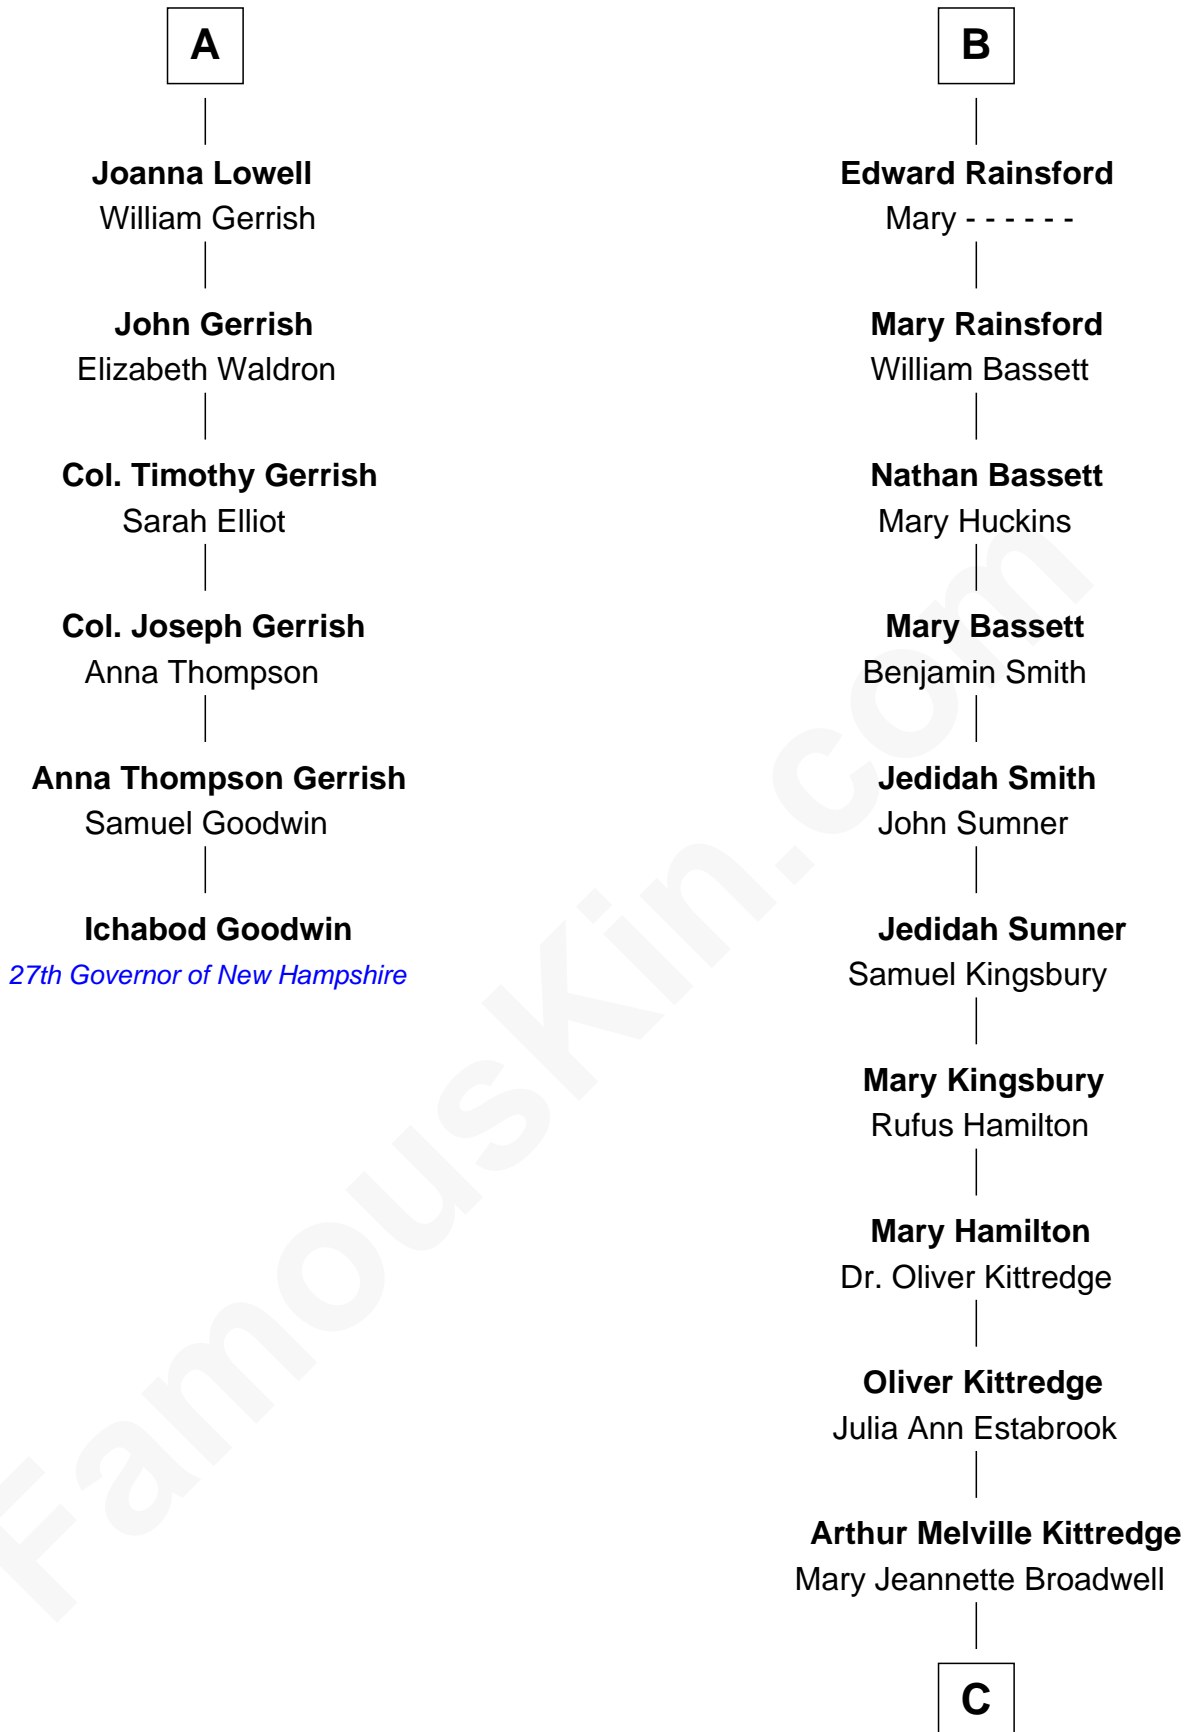 A
Joanna Lowell
William Gerrish
John Gerrish
Elizabeth Waldron
Col. Timothy Gerrish
Sarah Elliot
Col. Joseph Gerrish
Anna Thompson
Anna Thompson Gerrish
Samuel Goodwin
Ichabod Goodwin
27th Governor of New Hampshire
B
Edward Rainsford
Mary - - - - - -
Mary Rainsford
William Bassett
Nathan Bassett
Mary Huckins
Mary Bassett
Benjamin Smith
Jedidah Smith
John Sumner
Jedidah Sumner
Samuel Kingsbury
Mary Kingsbury
Rufus Hamilton
Mary Hamilton
Dr. Oliver Kittredge
Oliver Kittredge
Julia Ann Estabrook
Arthur Melville Kittredge
Mary Jeannette Broadwell
C
FamousKin.com